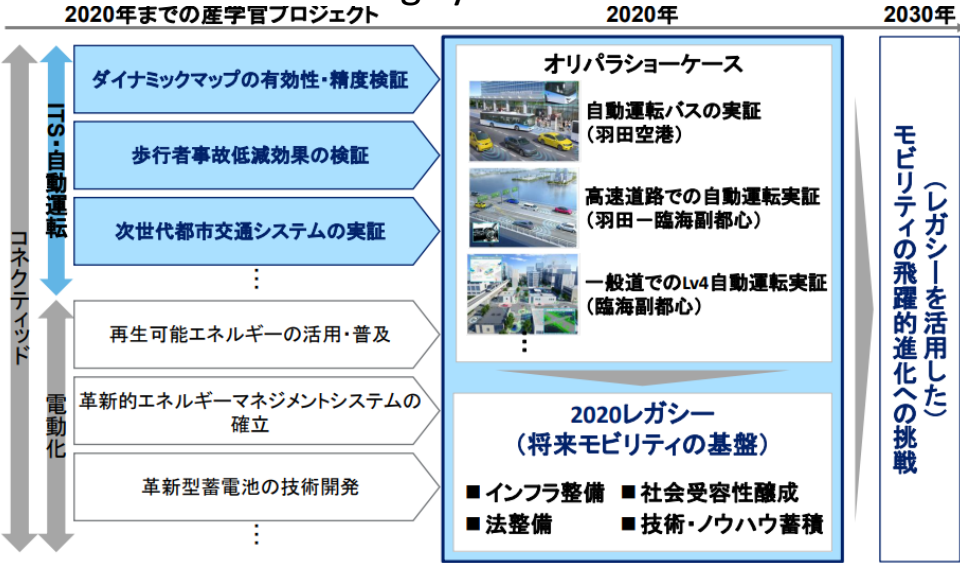 2020年までの産学官プロジェクト
2020年
2030年
コネクティッド
ITS・自動運転
ダイナミックマップの有効性・精度検証
歩行者事故低減効果の検証
次世代都市交通システムの実証
⋮
電動化
再生可能エネルギーの活用・普及
革新的エネルギーマネジメントシステムの
確立
革新型蓄電池の技術開発
⋮
オリパラショーケース
自動運転バスの実証
（羽田空港）
高速道路での自動運転実証
（羽田－臨海副都心）
一般道でのLv4自動運転実証
（臨海副都心）
⋮
2020レガシー
（将来モビリティの基盤）
■インフラ整備 ■社会受容性醸成
■法整備 ■技術・ノウハウ蓄積
（レガシーを活用した）
モビリティの飛躍的進化への挑戦